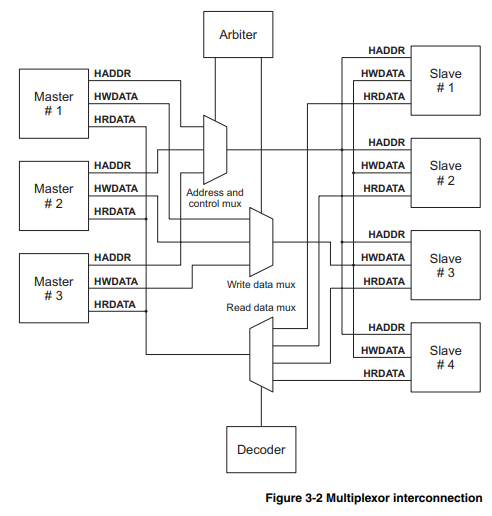 Arbiter
Master
# 1
HADDR
HWDATA
HRDATA
Master
# 2
HADDR
HWDATA
HRDATA
Master
# 3
HADDR
HWDATA
HRDATA
Address and
control mux
Write data mux
Read data mux
HADDR
HWDATA
HRDATA
Slave
# 1
HADDR
HWDATA
HRDATA
Slave
# 2
HADDR
HWDATA
HRDATA
Slave
# 3
HADDR
HWDATA
HRDATA
Slave
# 4
Decoder
Figure 3-2 Multiplexor interconnection